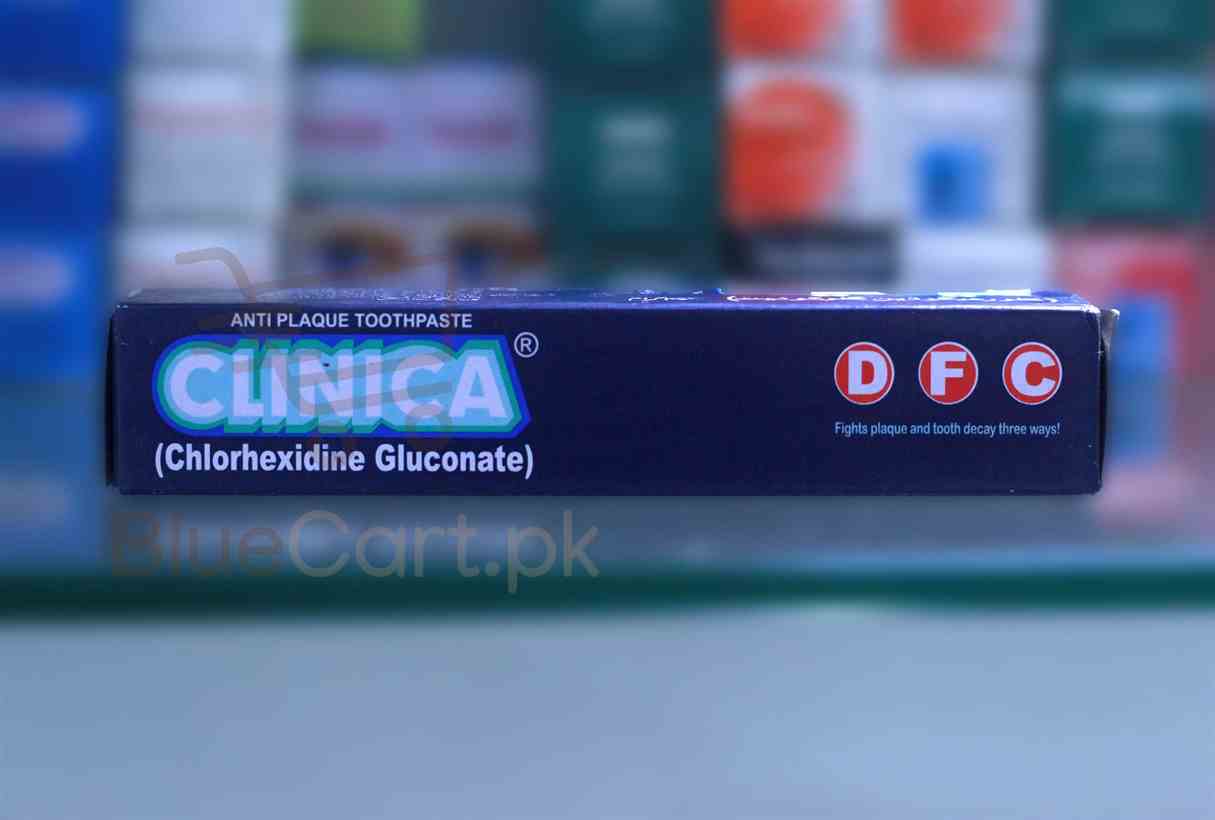 ANTI PLAQUE TOOTHPASTE
CLINICA®
(Chlorhexidine Gluconate)
D F C
Fights plaque and tooth decay three ways!
BlueCart.pk